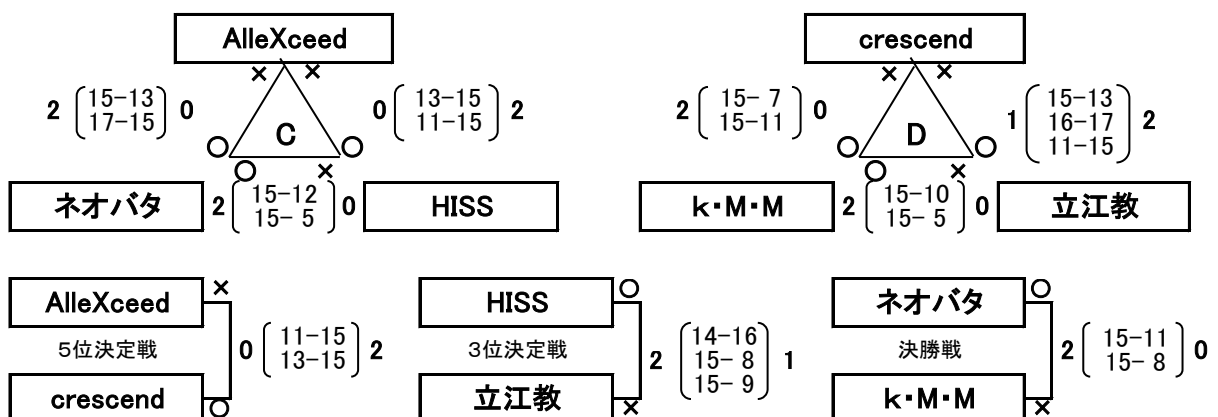 AlleXceed
× ×
2 (15-13 17-15) 0
C
0 (13-15 11-15) 2
○ ○
○ ×
ネオバタ
2 (15-12 15- 5) 0
HISS
crescend
× ×
2 (15- 7 15-11) 0
D
1 (15-13 16-17 11-15) 2
○ ○
○ ×
k・M・M
2 (15-10 15- 5) 0
立江教
AlleXceed ×
5位決定戦
0 (11-15 13-15) 2
crescend ○
HISS ○
3位決定戦
2 (14-16 15- 8 15- 9) 1
立江教 ×
ネオバタ ○
決勝戦
2 (15-11 15- 8) 0
k・M・M ×